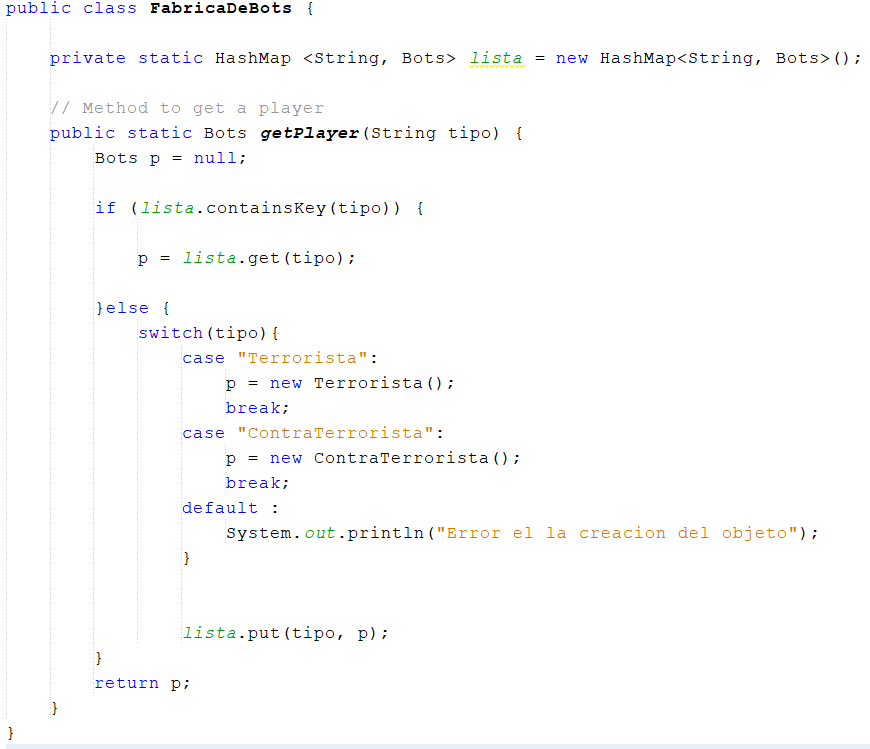 public class FabricaDeBots {
private static HashMap <String, Bots> lista = new HashMap<String, Bots>();
// Method to get a player
public static Bots getPlayer(String tipo) {
Bots p = null;
if (lista.containsKey(tipo)) {
p = lista.get(tipo);
}else {
switch(tipo){
case "Terrorista":
p = new Terrorista();
break;
case "ContraTerrorista":
p = new ContraTerrorista();
break;
default :
System.out.println("Error el la creacion del objeto");
}
lista.put(tipo, p);
}
return p;
}
}